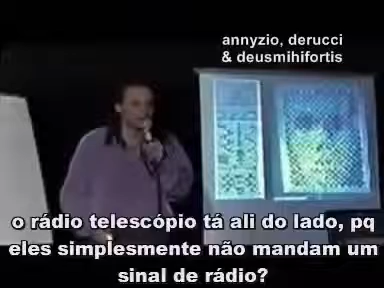 annyzio, derucci
& deusmihifortis
o rádio telescópio tá ali do lado, pq
eles simplesmente não mandam um
sinal de rádio?